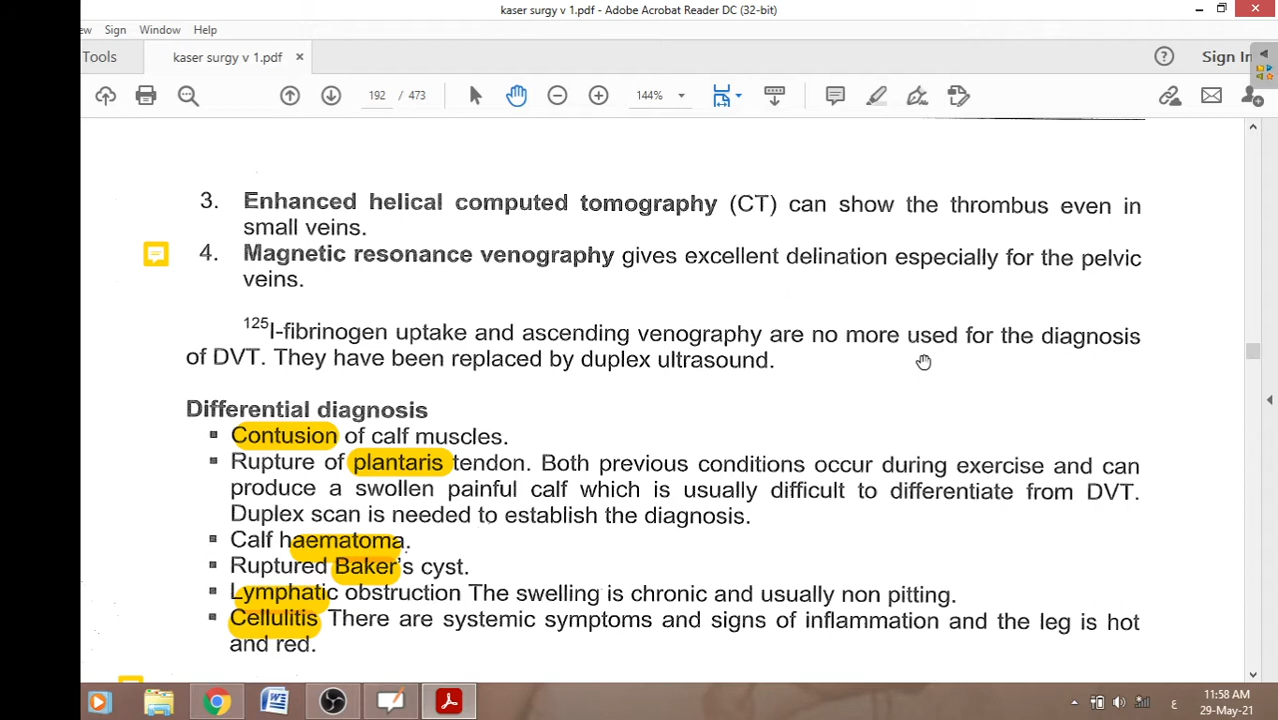 kaser surgy v 1.pdf - Adobe Acrobat Reader DC (32-bit)
ew Sign Window Help
Tools kaser surgy v 1.pdf × ? Sign In
192 / 473 144%
3. Enhanced helical computed tomography (CT) can show the thrombus even in
small veins.
4. Magnetic resonance venography gives excellent delination especially for the pelvic
veins.
125I-fibrinogen uptake and ascending venography are no more used for the diagnosis
of DVT. They have been replaced by duplex ultrasound.
Differential diagnosis
▪ Contusion of calf muscles.
▪ Rupture of plantaris tendon. Both previous conditions occur during exercise and can
produce a swollen painful calf which is usually difficult to differentiate from DVT.
Duplex scan is needed to establish the diagnosis.
▪ Calf haematoma.
▪ Ruptured Baker's cyst.
▪ Lymphatic obstruction The swelling is chronic and usually non pitting.
▪ Cellulitis There are systemic symptoms and signs of inflammation and the leg is hot
and red.
ع 11:58 AM
29-May-21